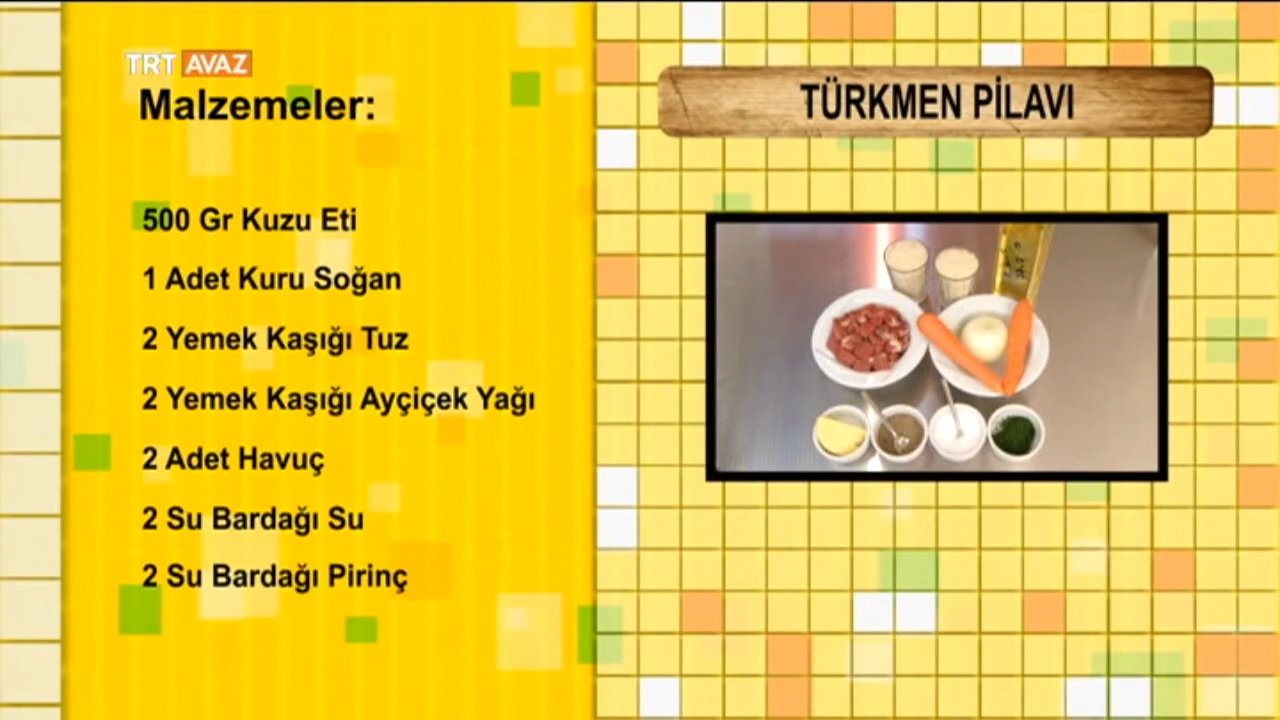 TRT AVAZ
Malzemeler:
500 Gr Kuzu Eti
1 Adet Kuru Soğan
2 Yemek Kaşığı Tuz
2 Yemek Kaşığı Ayçiçek Yağı
2 Adet Havuç
2 Su Bardağı Su
2 Su Bardağı Pirinç
TÜRKMEN PİLAVI